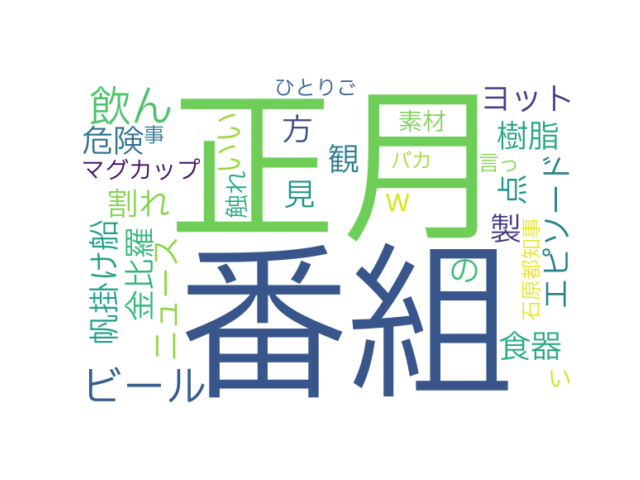 正月
番組
飲ん
ひとりご
ヨット
危険
事
いい
方
素材
樹脂
マグカップ
観
バカ
言っ
割れ
触れ
見
w
点
エピソード
帆掛け船
金比羅
ニュース
の
製
石原都知事
食器
ビール
い